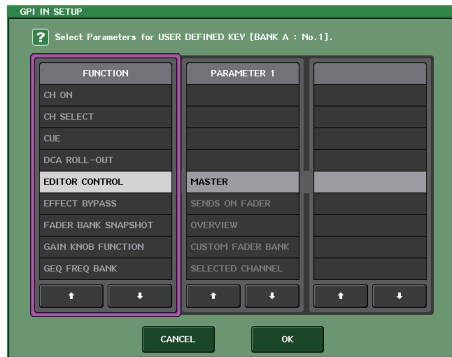 GPI IN SETUP
? Select Parameters for USER DEFINED KEY [BANK A : No.1].
FUNCTION
PARAMETER 1
CH ON
CH SELECT
CUE
DCA ROLL-OUT
EDITOR CONTROL
MASTER
EFFECT BYPASS
SENDS ON FADER
FADER BANK SNAPSHOT
OVERVIEW
GAIN KNOB FUNCTION
CUSTOM FADER BANK
GEQ FREQ BANK
SELECTED CHANNEL
CANCEL
OK